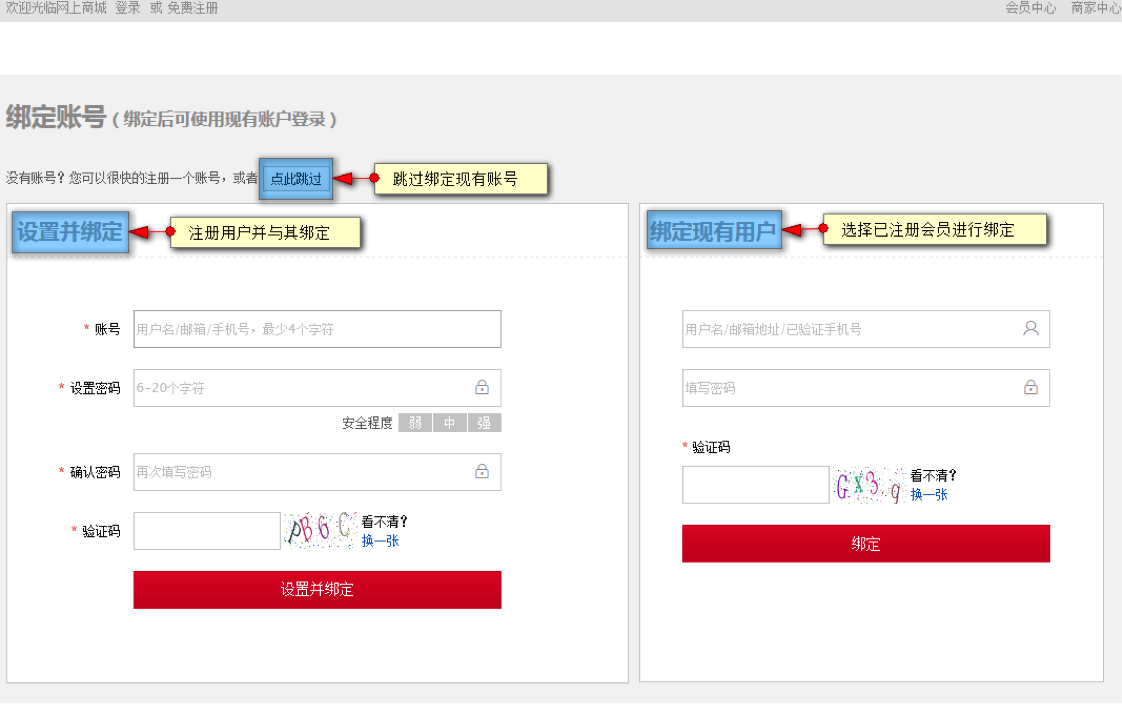 欢迎光临网上商城 登录 或 免费注册 会员中心 商家中心
绑定账号 ( 绑定后可使用现有账户登录 )
没有账号? 您可以很快的注册一个账号, 或者 点此跳过 跳过绑定现有账号
设置并绑定 注册用户并与其绑定
* 账号 用户名/邮箱/手机号, 最少4个字符
* 设置密码 6-20个字符
安全程度 弱 中 强
* 确认密码 再次填写密码
* 验证码 PB6C 看不清?
换一张
设置并绑定
绑定现有用户 选择已注册会员进行绑定
用户名/邮箱地址/已验证手机号
填写密码
* 验证码
GX3q 看不清?
换一张
绑定